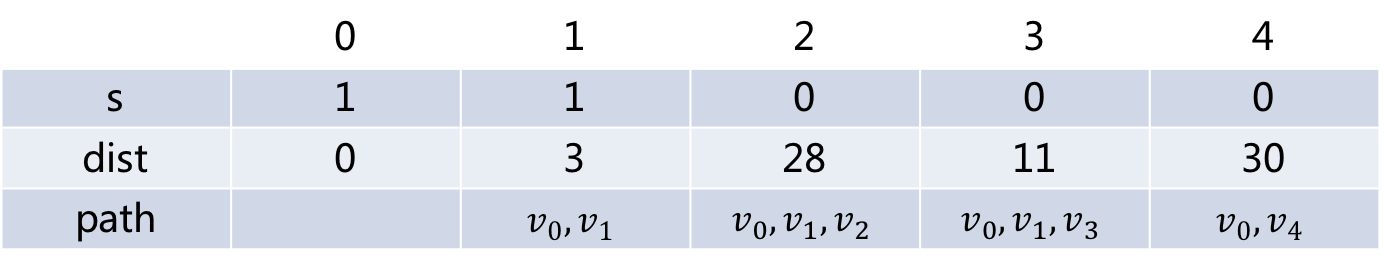 0 1 2 3 4
s 1 1 0 0 0
dist 0 3 28 11 30
path v₀,v₁ v₀,v₁,v₂ v₀,v₁,v₃ v₀,v₄